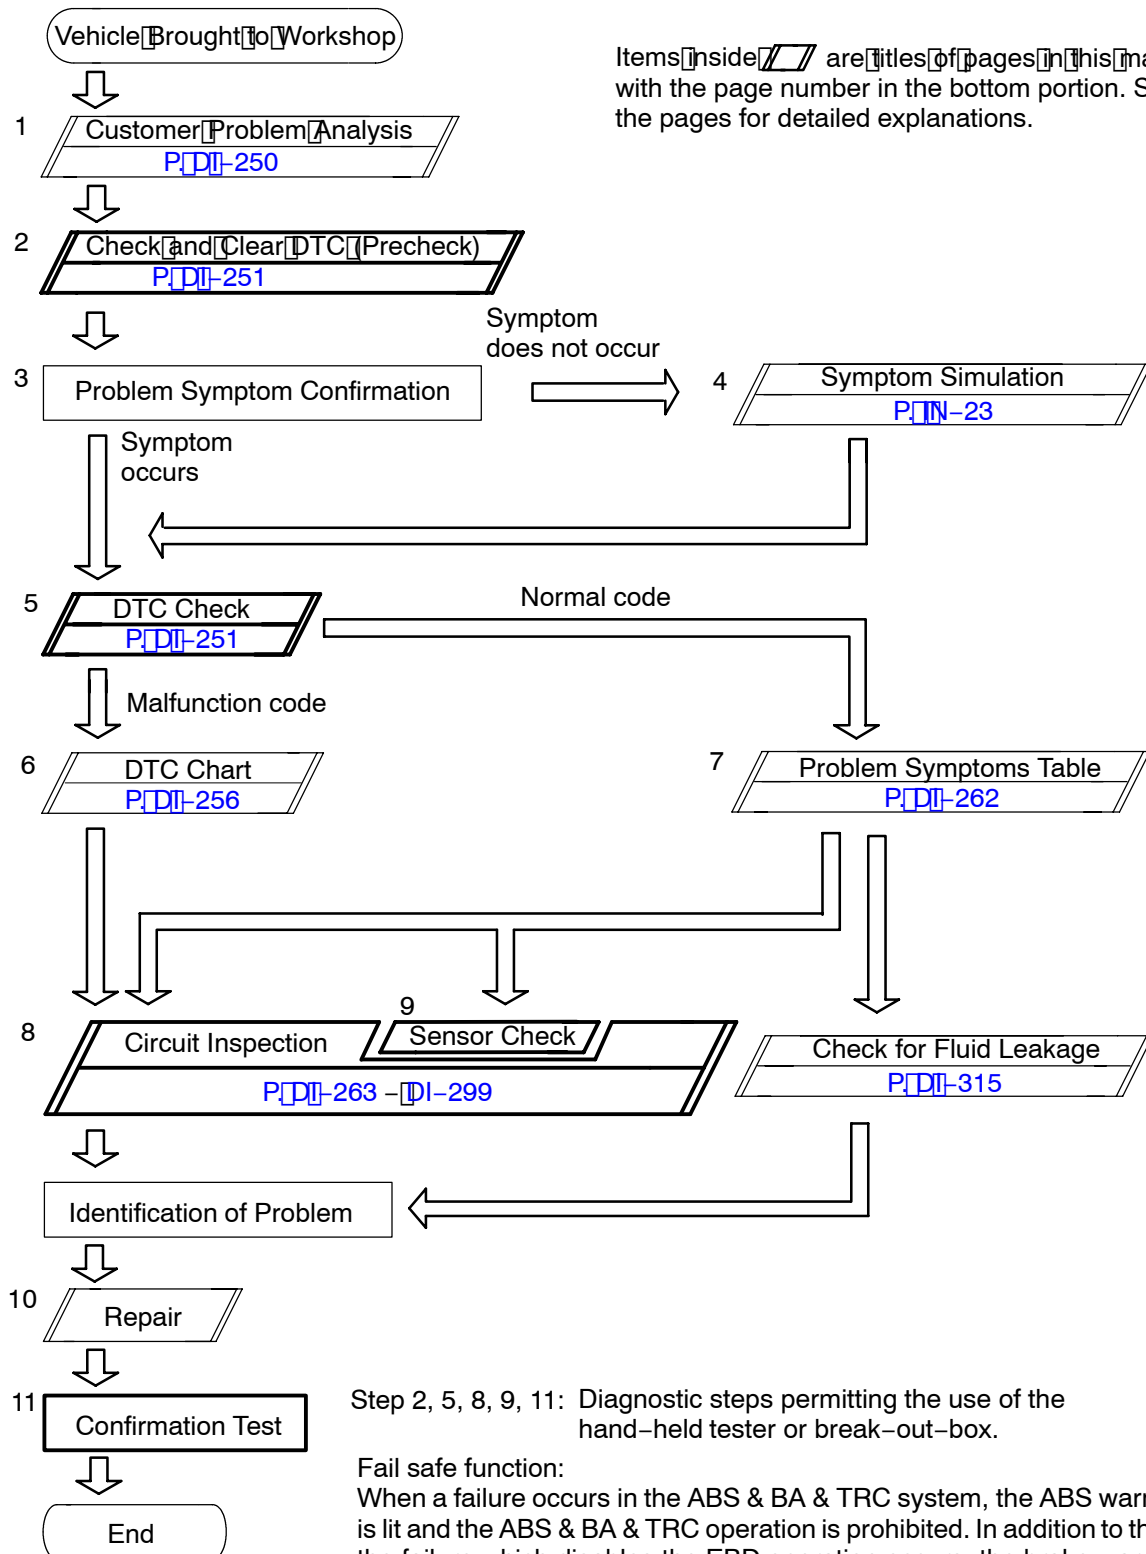 Vehicle Brought to Workshop
Items inside are titles of pages in this
with the page number in the bottom portion.
the pages for detailed explanations.
1
Customer Problem Analysis
P. DI–250
2
Check and Clear DTC (Precheck)
P. DI–251
Symptom
does not occur
3
Problem Symptom Confirmation
4
Symptom Simulation
P. IN–23
Symptom
occurs
5
DTC Check
P. DI–251
Normal code
Malfunction code
6
DTC Chart
P. DI–256
7
Problem Symptoms Table
P. DI–262
8
Circuit Inspection
9
Sensor Check
P. DI–263 – DI–299
Check for Fluid Leakage
P. DI–315
Identification of Problem
10
Repair
11
Confirmation Test
Step 2, 5, 8, 9, 11: Diagnostic steps permitting the use of the
hand–held tester or break–out–box.
Fail safe function:
When a failure occurs in the ABS & BA & TRC system, the ABS
is lit and the ABS & BA & TRC operation is prohibited. In addition to
End